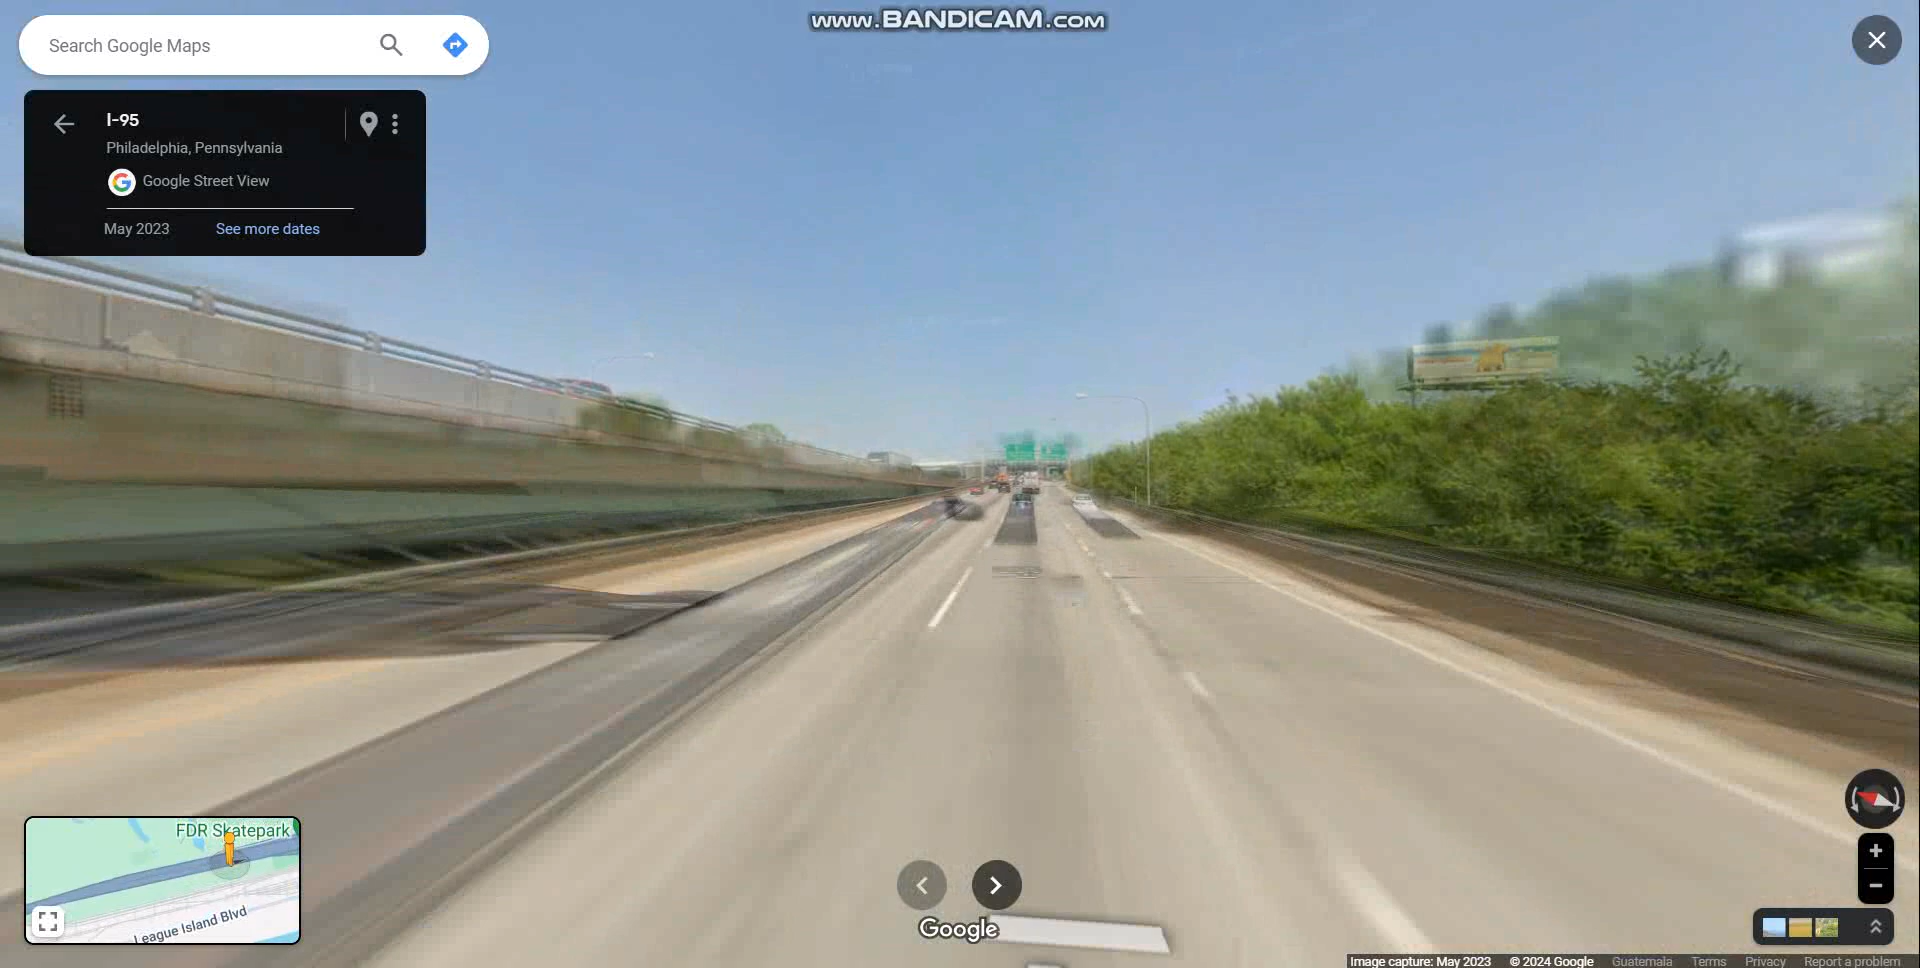 www.BANDICAM.com
Search Google Maps
I-95
Philadelphia, Pennsylvania
Google Street View
May 2023 See more dates
FDR Skatepark
League Island Blvd
Google
Image capture: May 2023 © 2024 Google Guatemala Terms Privacy Report a problem